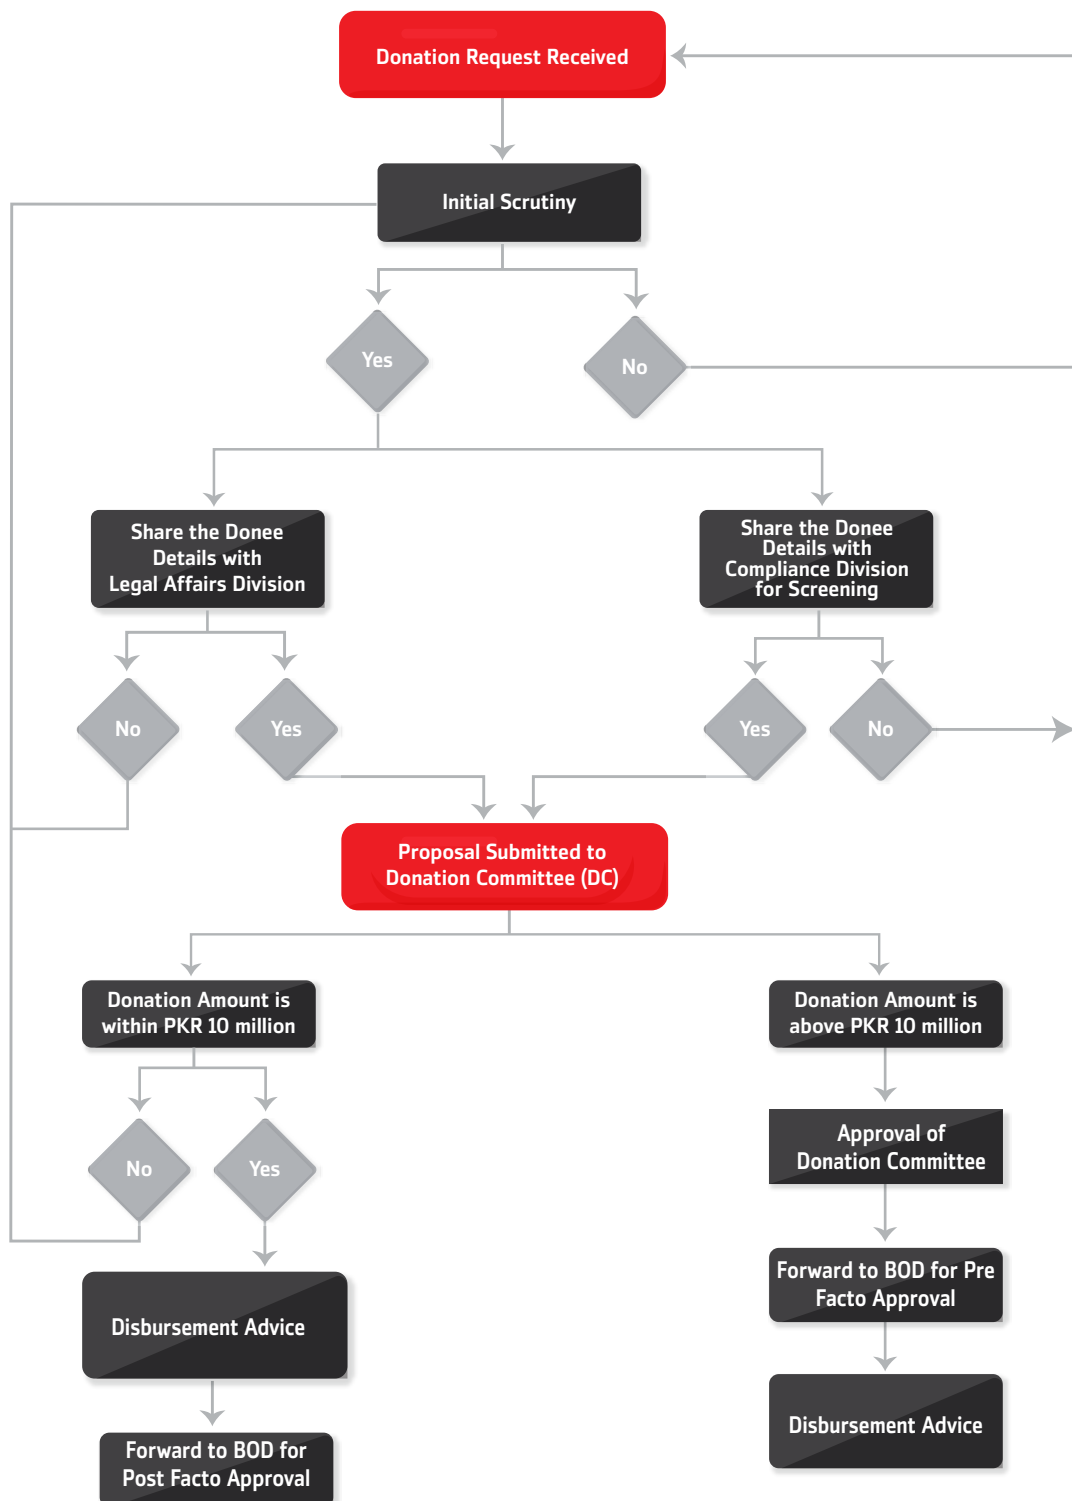 Donation Request Received
Initial Scrutiny
Yes
No
Share the Donee
Details with
Legal Affairs Division
Share the Donee
Details with
Compliance Division
for Screening
No
Yes
Yes
No
Proposal Submitted to
Donation Committee (DC)
Donation Amount is
within PKR 10 million
Donation Amount is
above PKR 10 million
Approval of
Donation Committee
No
Yes
Forward to BOD for Pre
Facto Approval
Disbursement Advice
Disbursement Advice
Forward to BOD for
Post Facto Approval